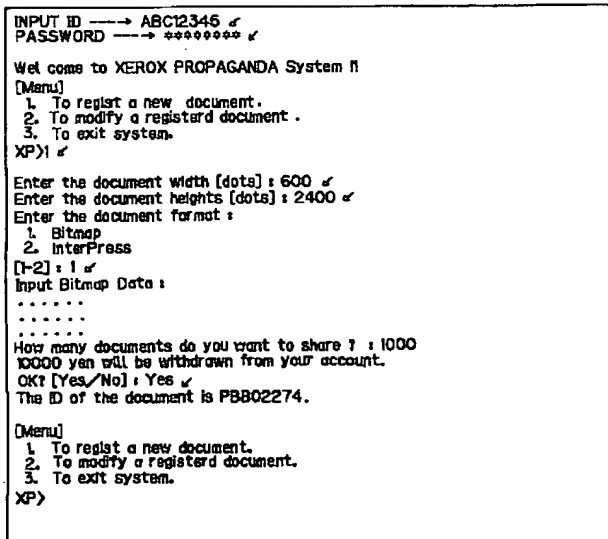 INPUT ID ----→ ABC12345 ↙
PASSWORD ----→ ******** ↙
Wel come to XEROX PROPAGANDA System !!
[Menu]
1. To regist a new document.
2. To modify a registerd document .
3. To exit system.
XP>1 ↙
Enter the document width [dots] : 600 ↙
Enter the document heights [dots] : 2400 ↙
Enter the document format :
1. Bitmap
2. InterPress
[1-2] : 1 ↙
Input Bitmap Data :
. . . . . .
. . . . . .
. . . . . .
How many documents do you want to share ? : 1000
10000 yen will be withdrawn from your account.
OK? [Yes/No] : Yes ↙
The ID of the document is PBB02274.
[Menu]
1. To regist a new document.
2. To modify a registerd document.
3. To exit system.
XP>